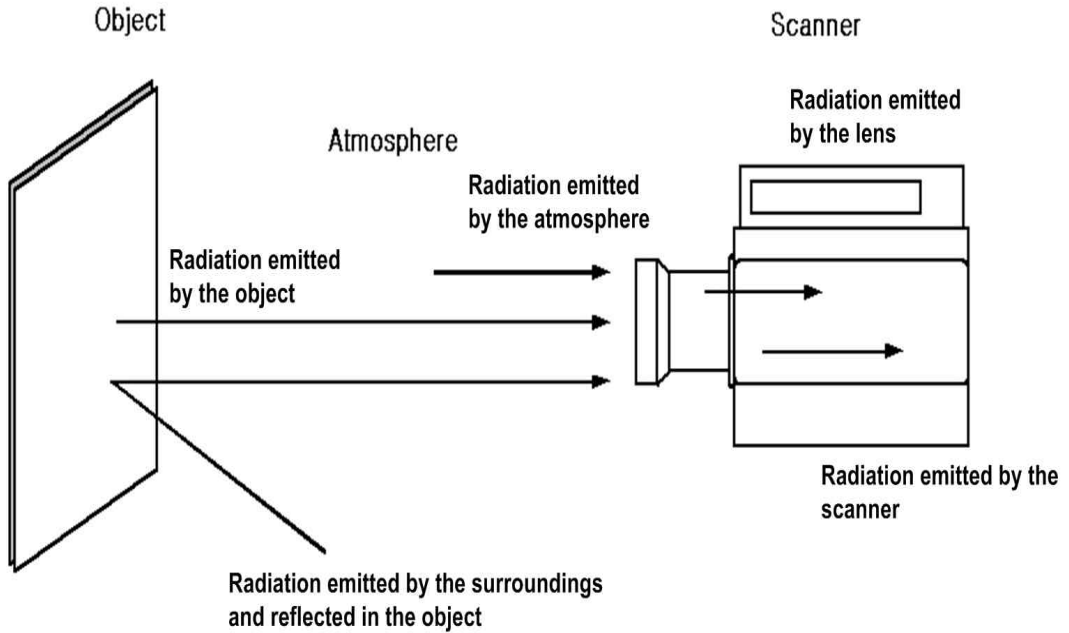 Object
Scanner
Radiation emitted
by the lens
Atmosphere
Radiation emitted
by the atmosphere
Radiation emitted
by the object
Radiation emitted by the
scanner
Radiation emitted by the surroundings
and reflected in the object